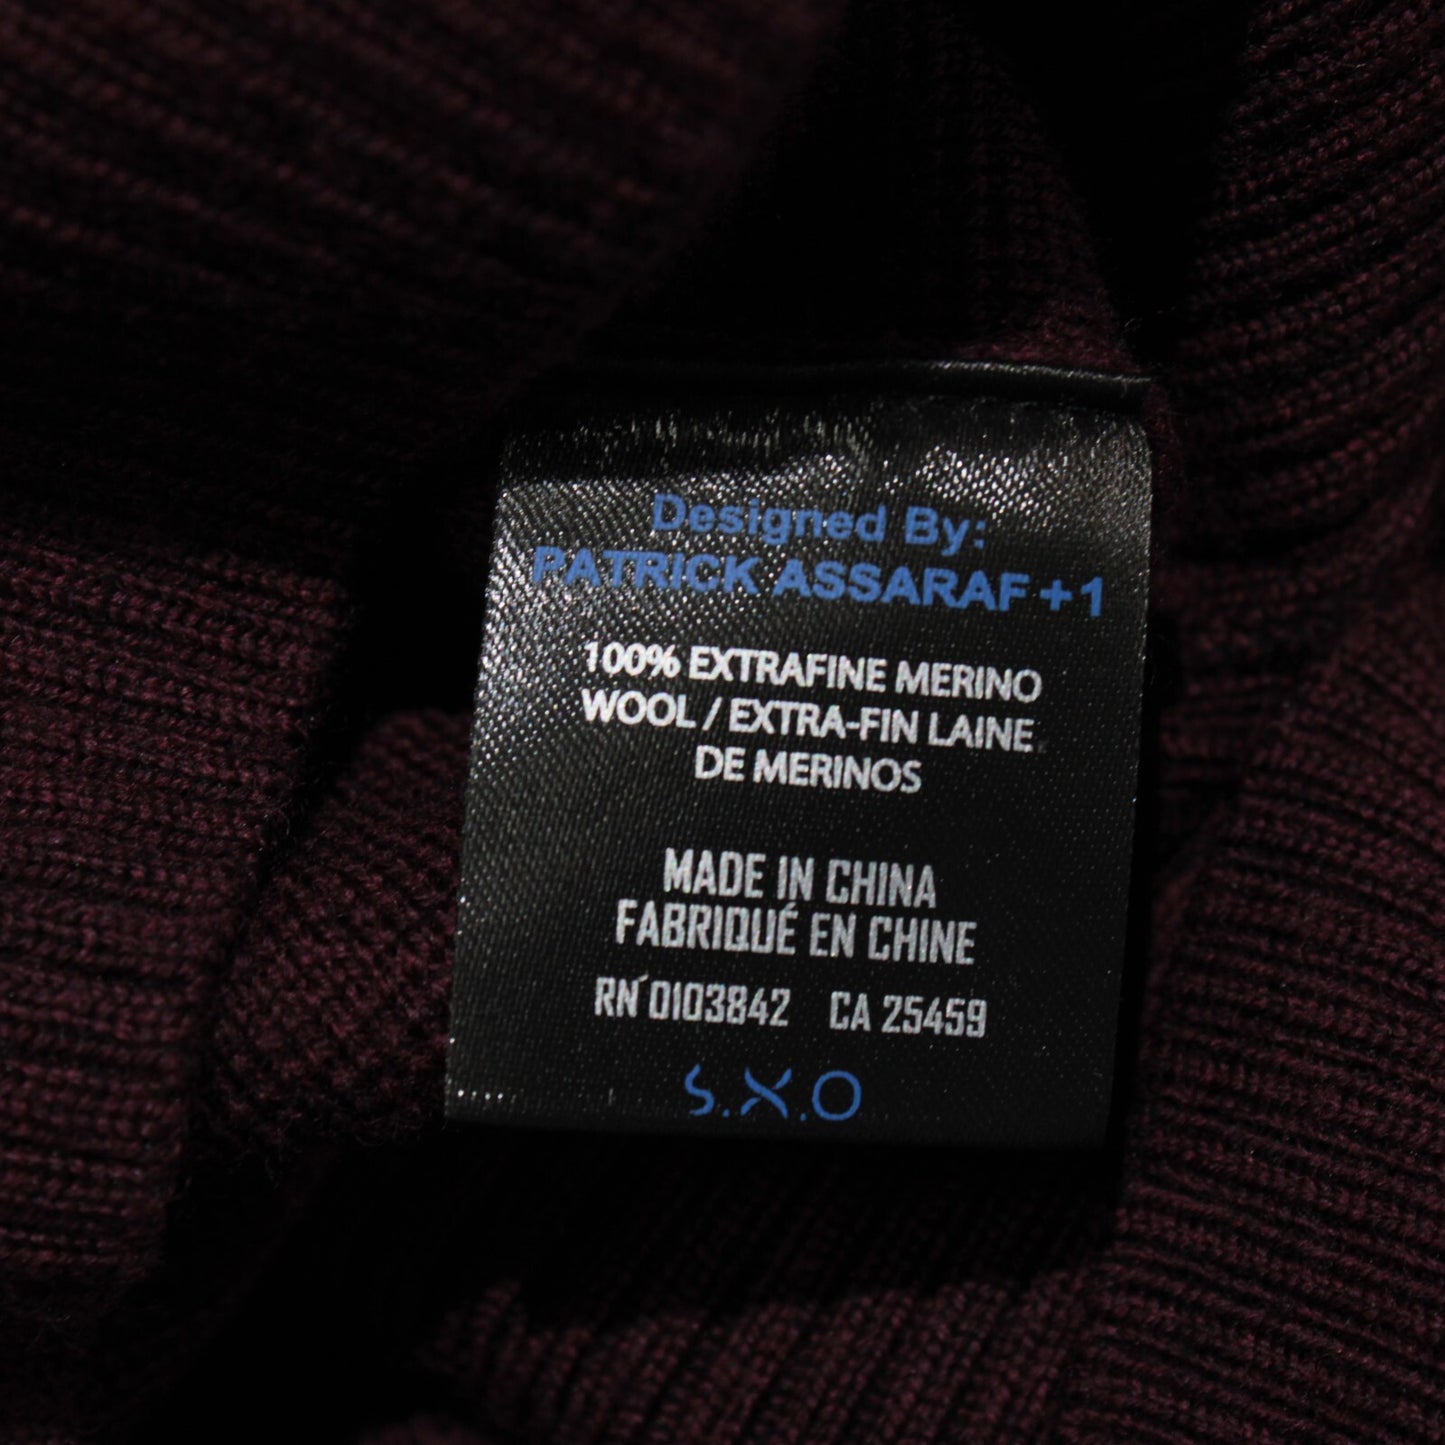 Designed By:
PATRICK ASSARAF +1
100% EXTRAFINE MERINO
WOOL / EXTRA-FIN LAINE
DE MERINOS
MADE IN CHINA
FABRIQUÉ EN CHINE
RN 0103842 CA 25459
S.X.O